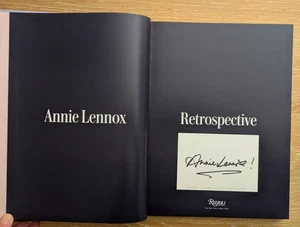 Annie Lennox
Retrospective
Annie Lennox!
Rizzoli